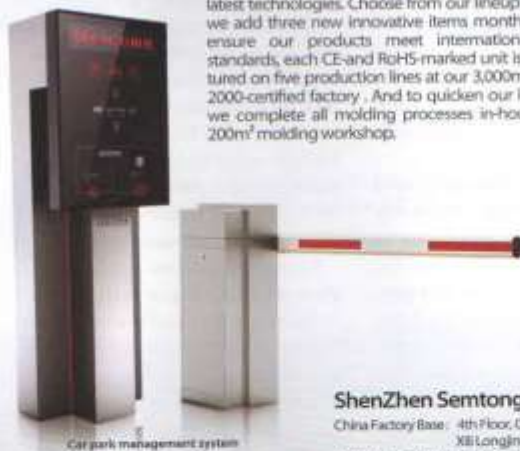 latest technologies. Choose from our lineup
we add three new innovative items month
ensure our products meet internation
standards, each CE-and RoHS-marked unit is
tured on five production lines at our 3,000m
2000-certified factory . And to quicken our l
we complete all molding processes in-hou
200m² molding workshop.
Car park management system
ShenZhen Semtong
China Factory Base : 4th Floor,
Xili Longjin